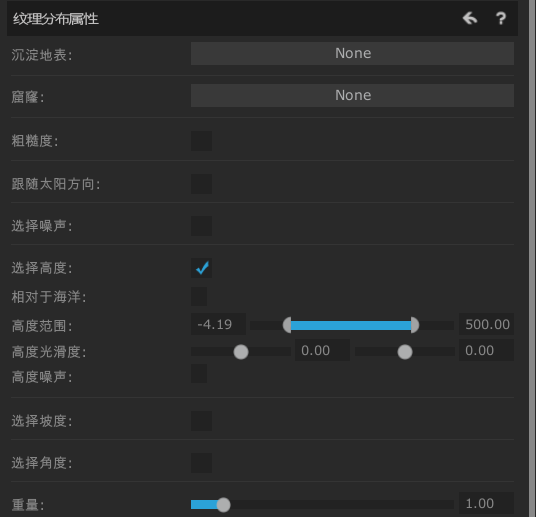 纹理分布属性 ?
沉淀地表: None
窟窿: None
粗糙度:
跟随太阳方向:
选择噪声:
选择高度:
相对于海洋:
高度范围: -4.19 500.00
高度光滑度: 0.00 0.00
高度噪声:
选择坡度:
选择角度:
重量: 1.00